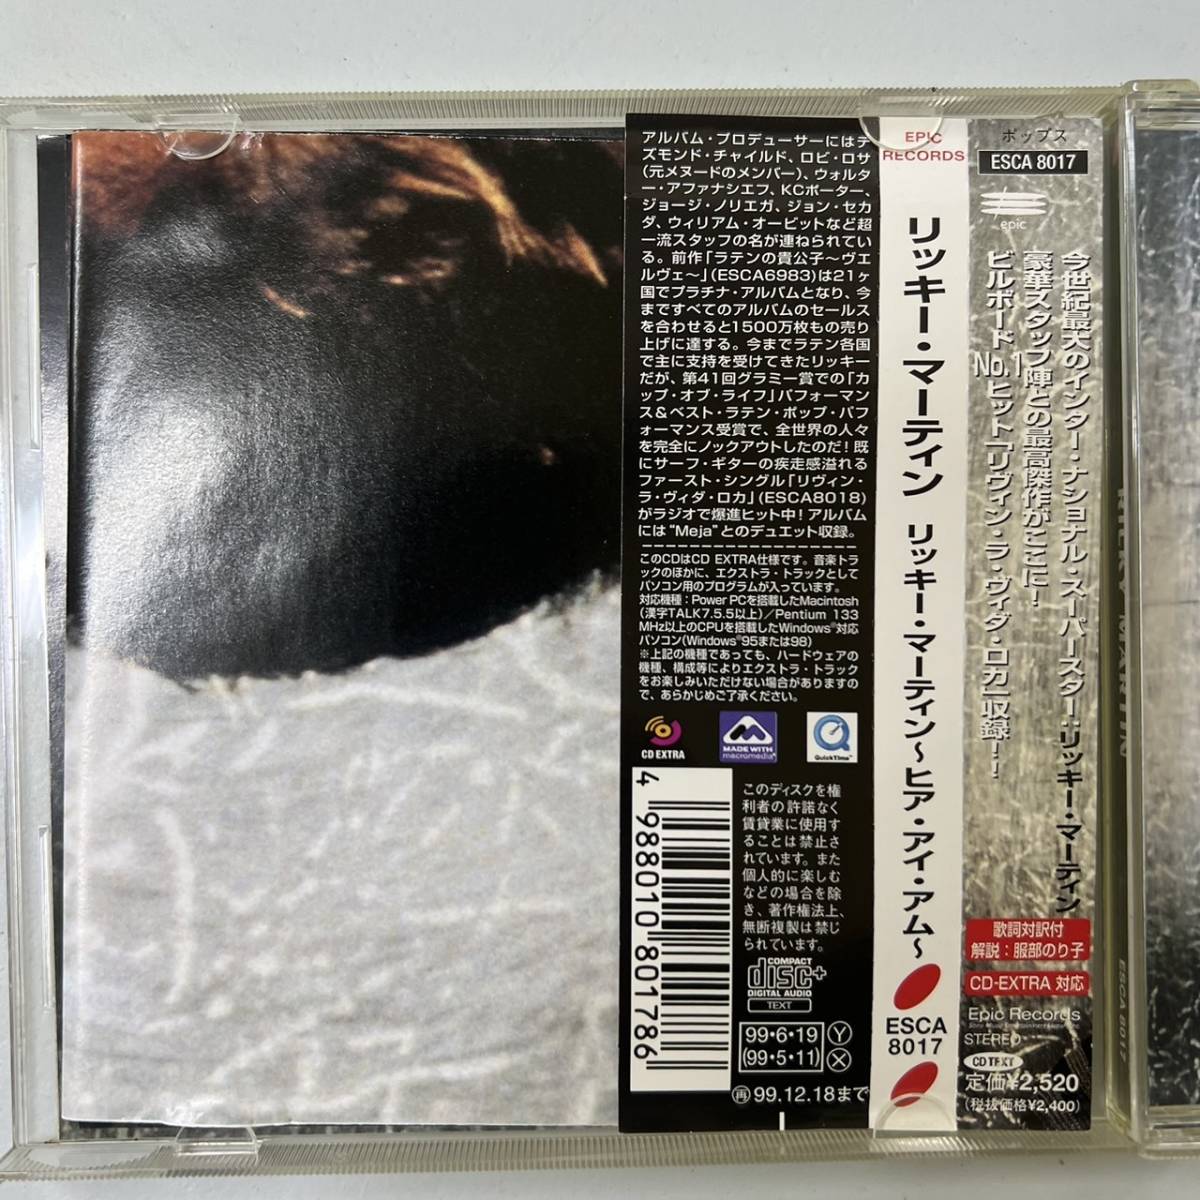 アルバム・プロデューサーにはデ
ズモンド・チャイルド、ロビ・ロサ
(元メヌードのメンバー)、ウォルタ
ー・アファナシエフ、KCポーター、
ジョージ・ノリエガ、ジョン・セカ
ダ、ウィリアム・オービットなど超
一流スタッフの名が連ねられてい
る。前作「ラテンの貴公子〜ヴエ
ルヴェ〜」(ESCA6983)は21ヶ
国でプラチナ・アルバムとなり、今
まですべてのアルバムのセールス
を合わせると1500万枚もの売り
上げに達する。今までラテン各国
で主に支持を受けてきたリッキー
だが、第41回グラミー賞での「カ
ップ・オブ・ライフ」パフォーマン
ス&ベスト・ラテン・ポップ・パフ
ォーマンス受賞で、全世界の人々
を完全にノックアウトしたのだ!既
にサーフ・ギターの疾走感溢れる
ファースト・シングル「リヴィン・
ラ・ヴィダ・ロカ」(ESCA8018)
がラジオで爆進ヒット中!アルバム
には"Meja"とのデュエット収録。
このCDはCD EXTRA仕様です。音楽トラ
ックのほかに、エクストラ・トラックとして
パソコン用のプログラムが入っています。
対応機種:Power PCを搭載したMacintosh
(漢字TALK7.5.5以上)/Pentium 133
MHz以上のCPUを搭載したWindows®対応
パソコン(Windows®95または98)
※上記の機種であっても、ハードウェアの
機種、構成等によりエクストラ・トラック
をお楽しみいただけない場合がありますの
で、あらかじめご了承ください。
CD EXTRA
MADE WITH
macromedia®
QuickTime™
4 988010 801786
このディスクを権
利者の許諾なく
賃貸業に使用す
ることは禁止さ
れています。また
個人的に楽しむ
などの場合を除
き、著作権法上、
無断複製は禁じ
られています。
COMPACT
disc+
DIGITAL AUDIO
TEXT
99・6・19 Y
(99・5・11) X
再 99.12.18まで
EPIC
RECORDS
リッキー・マーティン リッキー・マーティン〜ヒア・アイ・アム〜
ESCA
8017
ポップス
ESCA 8017
epic
今世紀最大のインター・ナショナル・スーパースター:リッキー・マーティン
豪華スタッフ陣との最高傑作がここに!
ビルボードNo.1ヒット「リヴィン・ラ・ヴィダ・ロカ」収録!!
歌詞対訳付
解説:服部のり子
CD-EXTRA 対応
Epic Records
STEREO
CD TEXT
定価¥2,520
(税抜価格¥2,400)
RICKY MARTIN
ESCA 8017